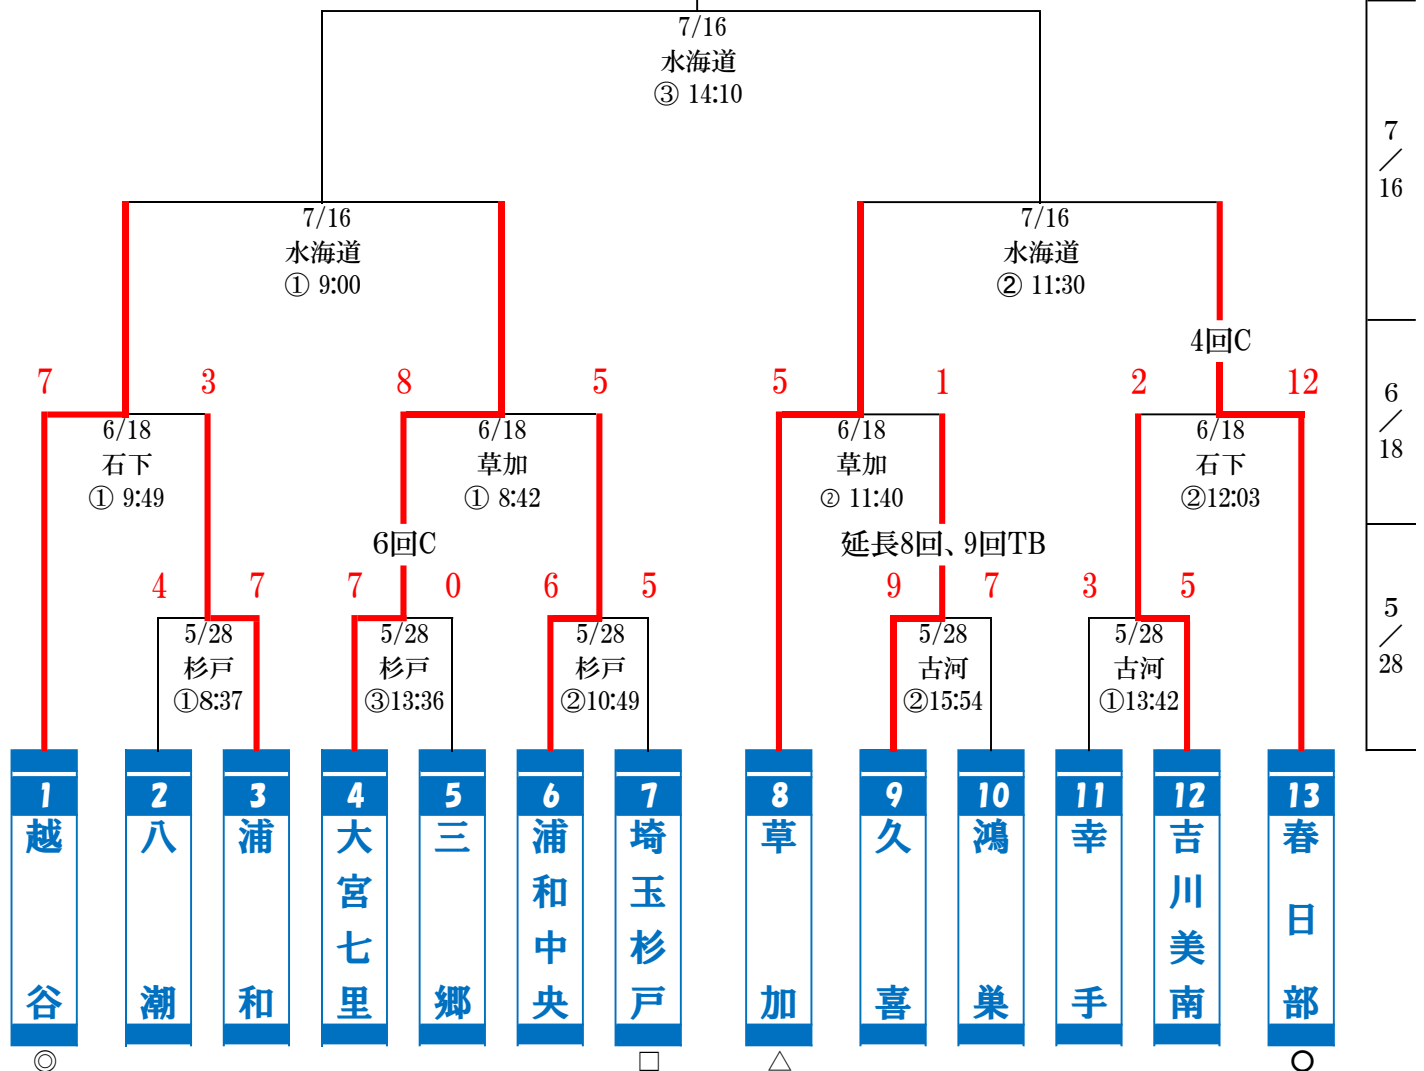 7/16
水海道
③ 14:10
7/16
水海道
① 9:00
7/16
水海道
② 11:30
4回C
7
3
8
5
5
1
2
12
6/18
石下
① 9:49
6/18
草加
① 8:42
6/18
草加
② 11:40
6/18
石下
②12:03
6回C
延長8回、9回TB
4
7
7
0
6
5
9
7
3
5
5/28
杉戸
①8:37
5/28
杉戸
③13:36
5/28
杉戸
②10:49
5/28
古河
②15:54
5/28
古河
①13:42
7/16
6/18
5/28
1
越谷
◎
2
八潮
3
浦和
4
大宮七里
5
三郷
6
浦和中央
7
埼玉杉戸
□
8
草加
△
9
久喜
10
鴻巣
11
幸手
12
吉川美南
13
春日部
○